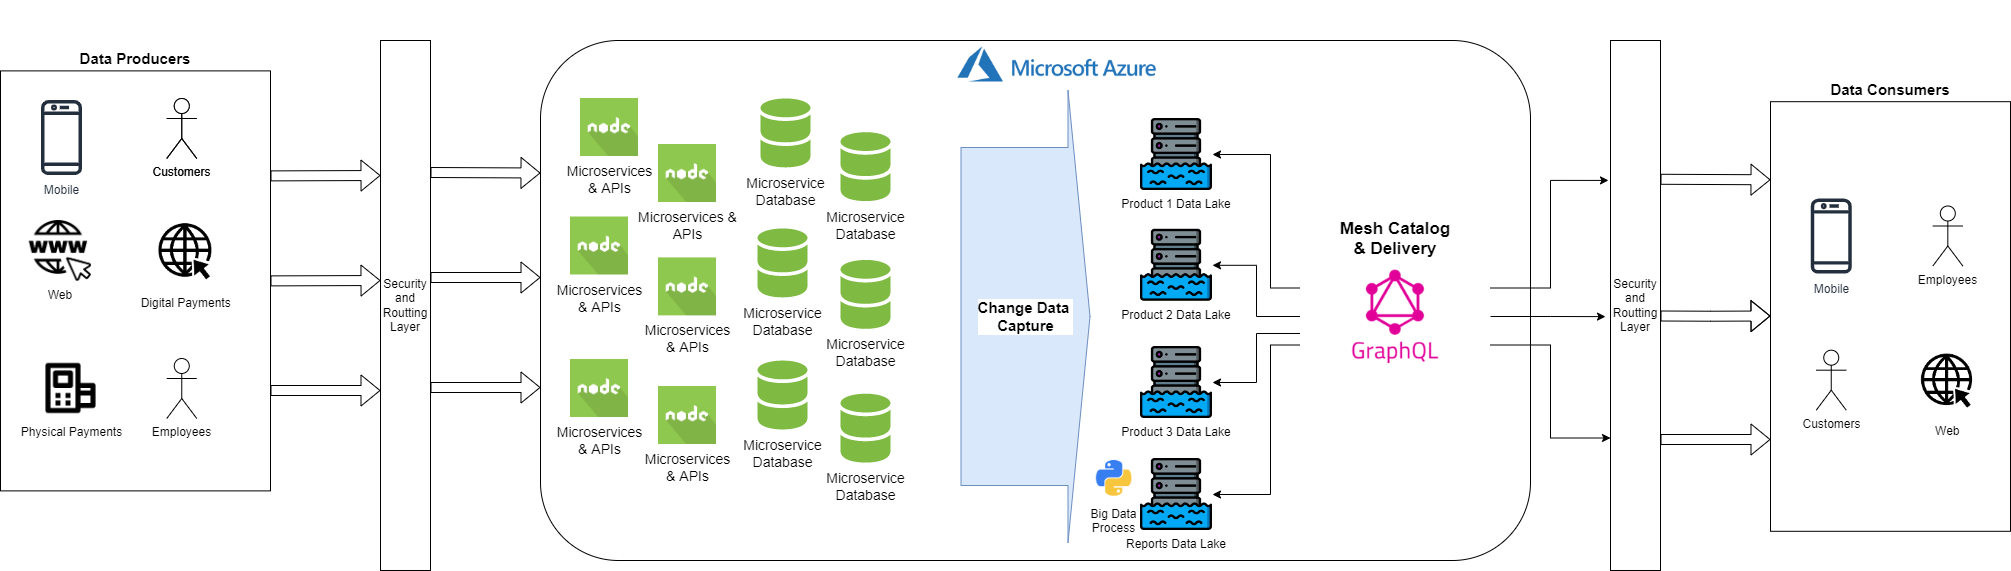 Data Producers
Mobile
Customers
WWW
Web
Digital Payments
Physical Payments
Employees
Security
and
Routting
Layer
Microsoft Azure
node
Microservices
& APIs
node
Microservices &
APIs
Microservice
Database
Microservice
Database
node
Microservices
& APIs
node
Microservices
& APIs
Microservice
Database
Microservice
Database
node
Microservices
& APIs
node
Microservices
& APIs
Microservice
Database
Microservice
Database
Change Data
Capture
Product 1 Data Lake
Product 2 Data Lake
Product 3 Data Lake
Big Data
Process
Reports Data Lake
Mesh Catalog
& Delivery
GraphQL
Security
and
Routting
Layer
Data Consumers
Mobile
Employees
Customers
Web